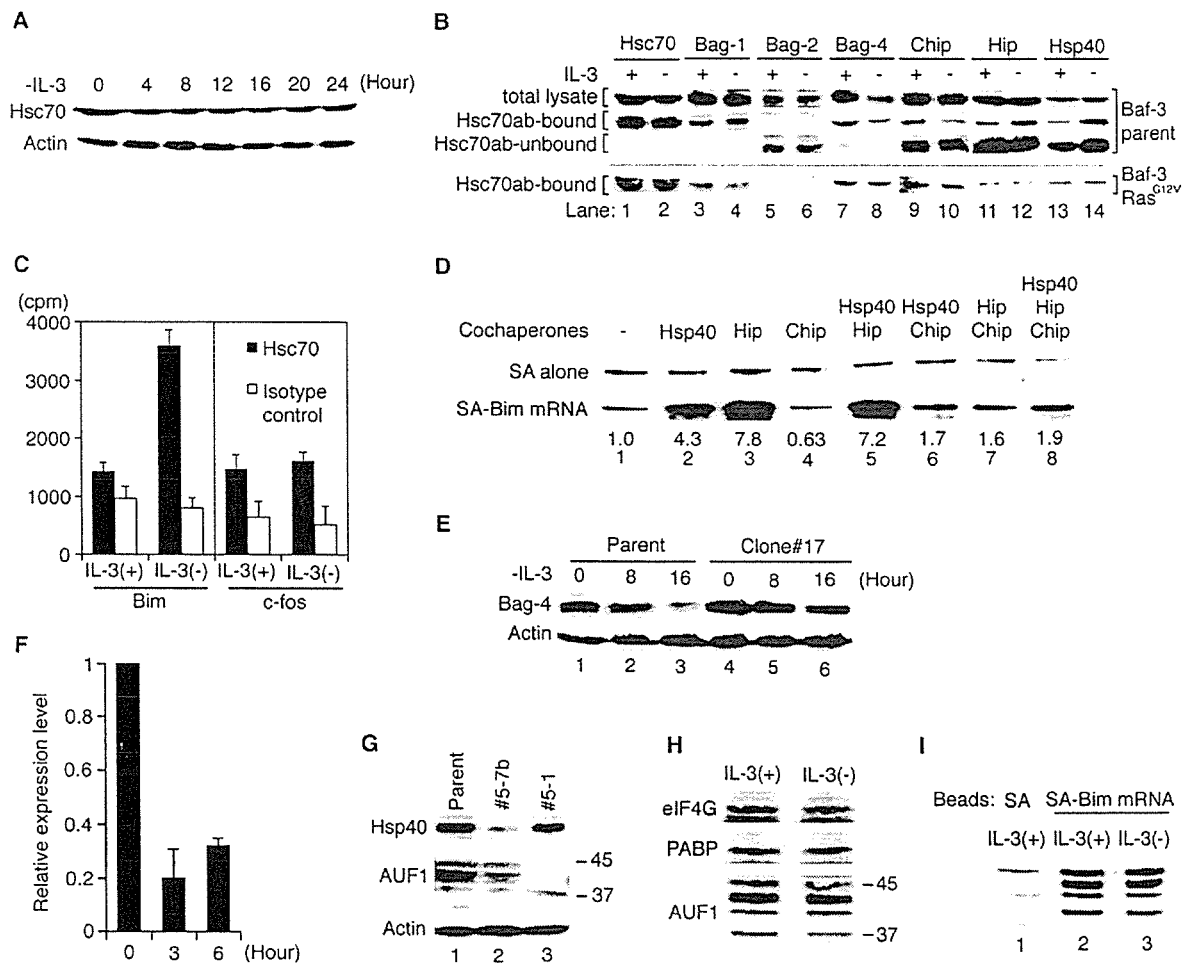 A
-IL-3 0 4 8 12 16 20 24 (Hour)
Hsc70
Actin
B
Hsc70 Bag-1 Bag-2 Bag-4 Chip Hip Hsp40
IL-3 + - + - + - + - + - + - + -
total lysate
Hsc70ab-bound
Hsc70ab-unbound
Baf-3
parent
Hsc70ab-bound
Baf-3
Ras G12V
Lane: 1 2 3 4 5 6 7 8 9 10 11 12 13 14
C
(cpm)
4000
3000
2000
1000
0
Hsc70
Isotype
control
IL-3(+) IL-3(-) IL-3(+) IL-3(-)
Bim c-fos
D
Cochaperones - Hsp40 Hip Chip Hsp40 Hip Hsp40 Chip Hip Chip Hsp40 Hip Chip
SA alone
SA-Bim mRNA
1.0 4.3 7.8 0.63 7.2 1.7 1.6 1.9
1 2 3 4 5 6 7 8
E
Parent Clone#17
-IL-3 0 8 16 0 8 16 (Hour)
Bag-4
Actin
1 2 3 4 5 6
F
Relative expression level
1
0.8
0.6
0.4
0.2
0
0 3 6 (Hour)
G
Parent #5-7b #5-1
Hsp40
AUF1
-45
-37
Actin
1 2 3
H
IL-3(+) IL-3(-)
eIF4G
PABP
-45
AUF1
-37
1 2
I
Beads: SA SA-Bim mRNA
IL-3(+) IL-3(+) IL-3(-)
1 2 3